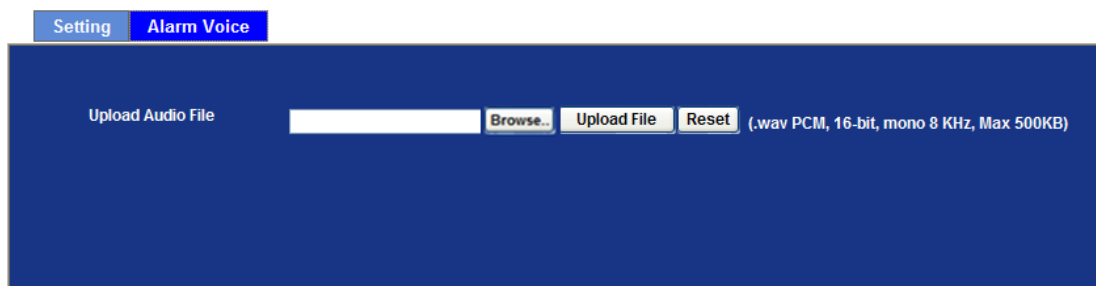 Setting Alarm Voice
Upload Audio File Browse.. Upload File Reset (.wav PCM, 16-bit, mono 8 KHz, Max 500KB)